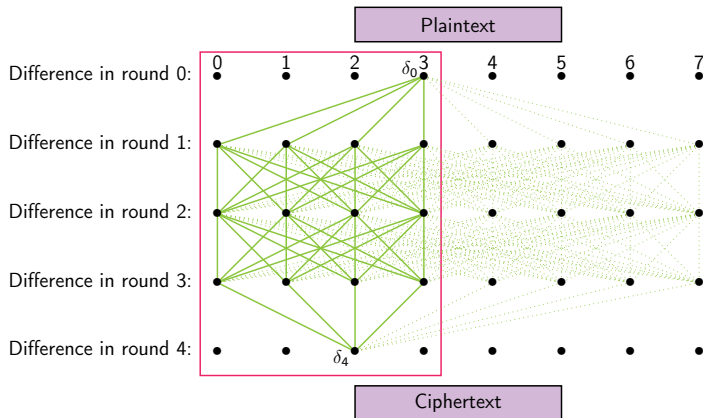 Plaintext
0 1 2 3 4 5 6 7
Difference in round 0:
δ₀
Difference in round 1:
Difference in round 2:
Difference in round 3:
Difference in round 4:
δ₄
Ciphertext